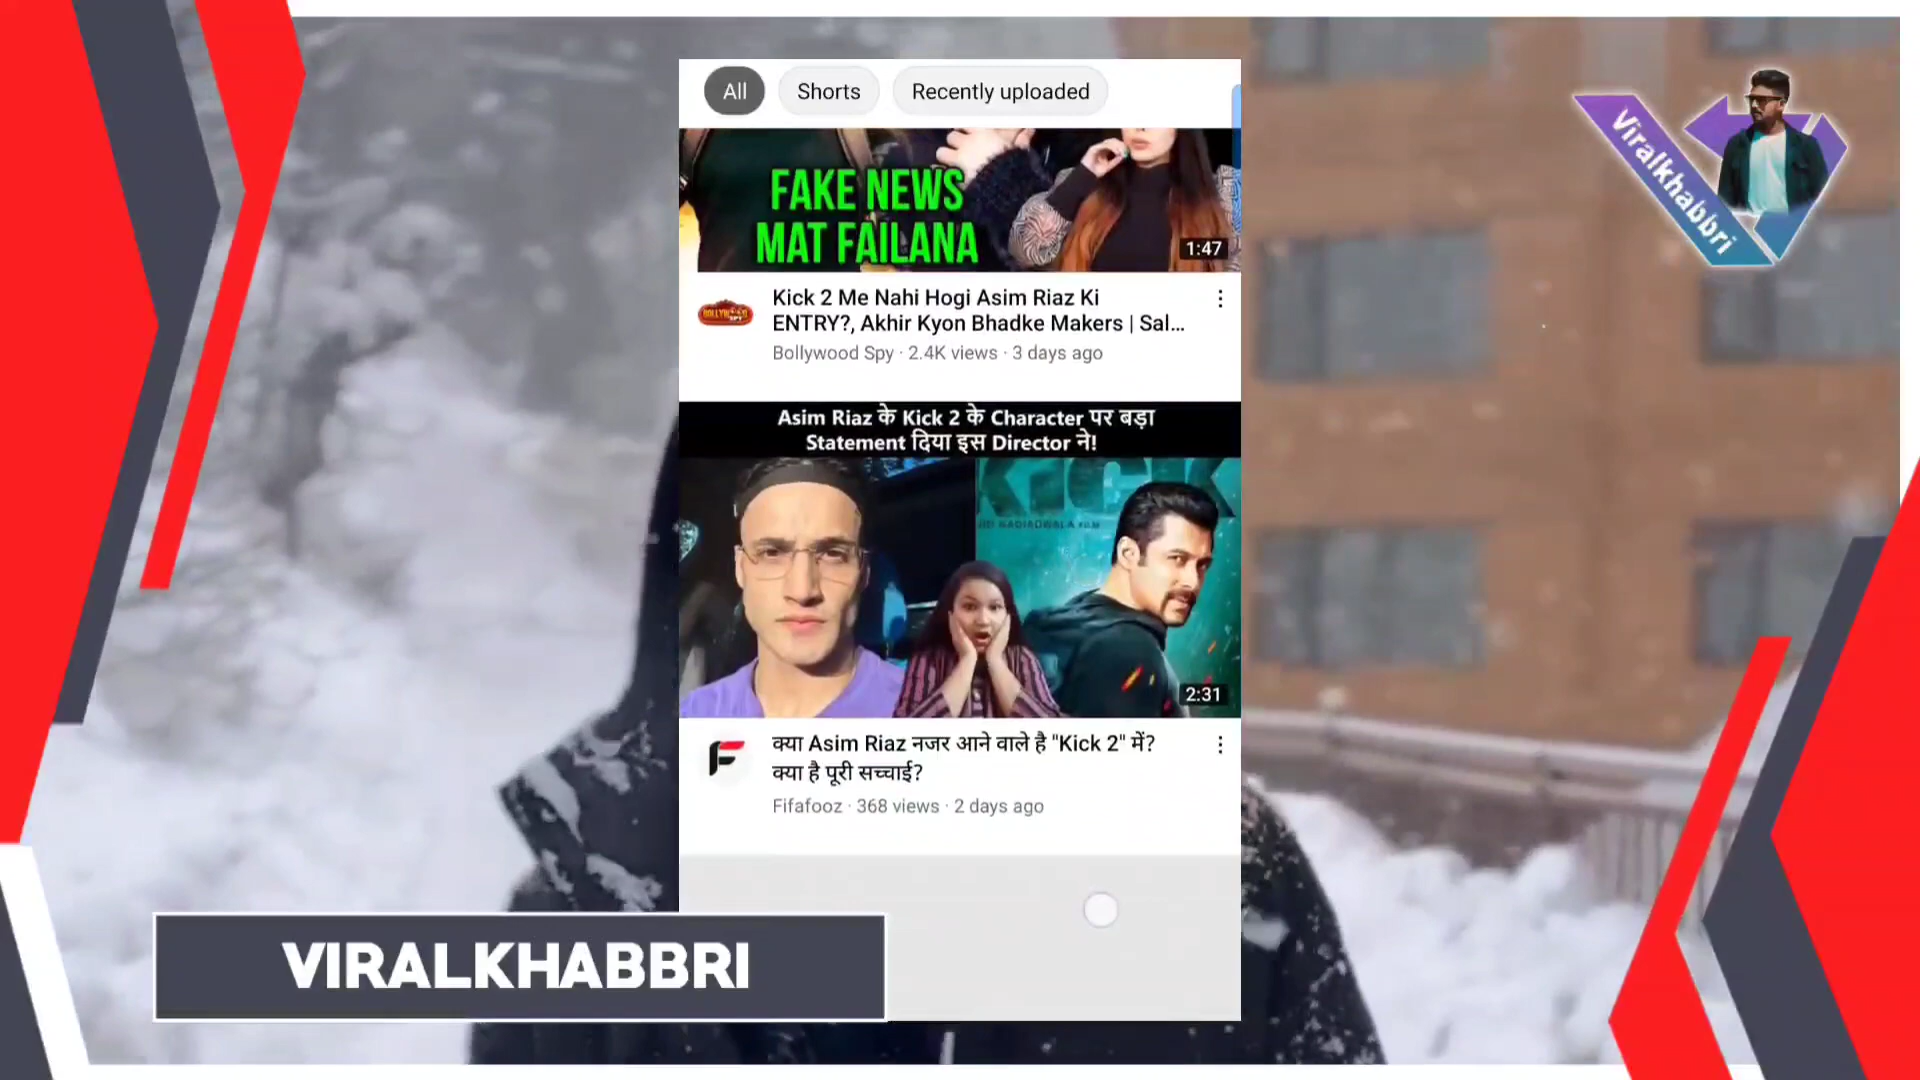 All
Shorts
Recently uploaded
FAKE NEWS
MAT FAILANA
1:47
Kick 2 Me Nahi Hogi Asim Riaz Ki
ENTRY?, Akhir Kyon Bhadke Makers | Sal...
Bollywood Spy · 2.4K views · 3 days ago
Asim Riaz के Kick 2 के Character पर बड़ा
Statement दिया इस Director ने!
KICK
2:31
क्या Asim Riaz नजर आने वाले है "Kick 2" में?
क्या है पूरी सच्चाई?
Fifafooz · 368 views · 2 days ago
Viralkhabbri
VIRALKHABBRI